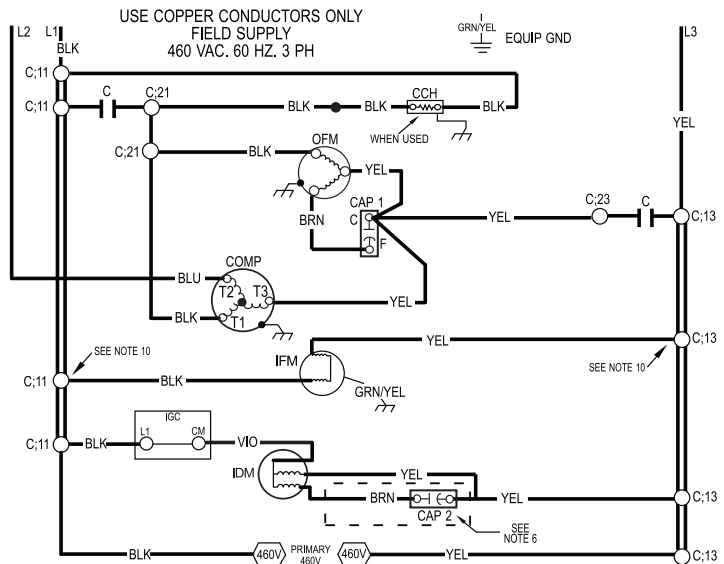 USE COPPER CONDUCTORS ONLY
FIELD SUPPLY
460 VAC. 60 HZ. 3 PH
L2
L1
BLK
GRN/YEL
EQUIP GND
L3
C;11
C;11
C
C;21
BLK
BLK
CCH
BLK
WHEN USED
YEL
C;21
BLK
OFM
YEL
BRN
CAP 1
C
F
YEL
C;23
C
C;13
COMP
BLU
T2
T3
T1
YEL
BLK
SEE NOTE 10
YEL
C;13
SEE NOTE 10
IFM
C;11
BLK
GRN/YEL
IGC
C;11
BLK
L1
CM
VIO
IDM
YEL
BRN
YEL
C;13
CAP 2
SEE
NOTE 6
BLK
460V
PRIMARY
460V
460V
YEL
C;13